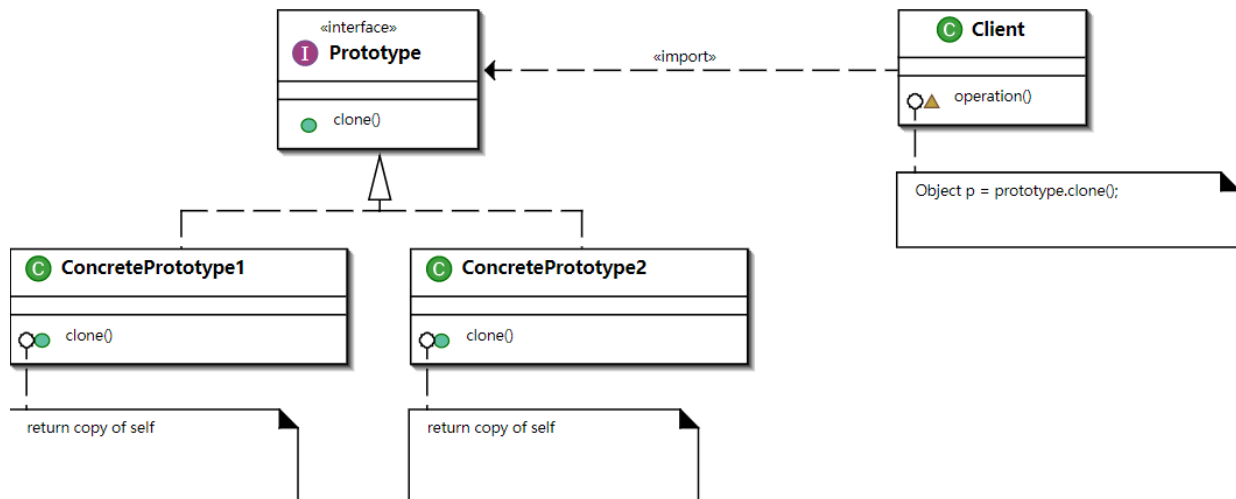 «interface»
I Prototype
clone()
«import»
C Client
operation()
Object p = prototype.clone();
C ConcretePrototype1
clone()
return copy of self
C ConcretePrototype2
clone()
return copy of self